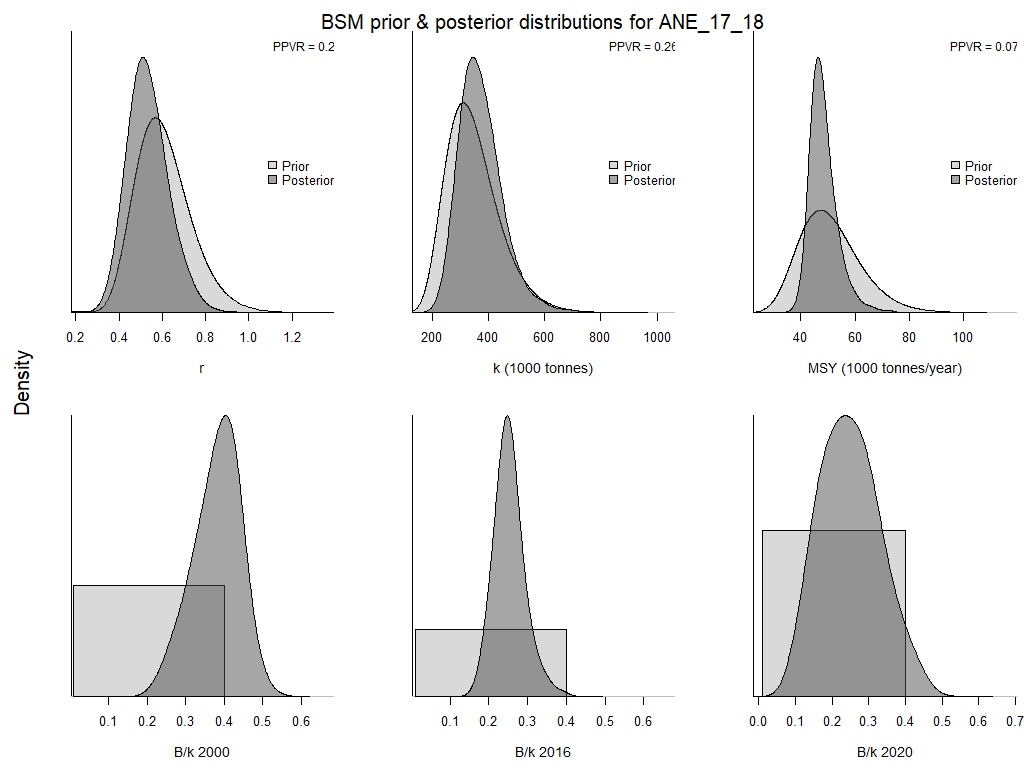 BSM prior & posterior distributions for ANE_17_18
PPVR = 0.2
PPVR = 0.26
PPVR = 0.07
Prior
Posterior
Prior
Posterior
Prior
Posterior
0.2 0.4 0.6 0.8 1.0 1.2
200 400 600 800 1000
40 60 80 100
r
k (1000 tonnes)
MSY (1000 tonnes/year)
Density
0.1 0.2 0.3 0.4 0.5 0.6
0.1 0.2 0.3 0.4 0.5 0.6
0.0 0.1 0.2 0.3 0.4 0.5 0.6 0.7
B/k 2000
B/k 2016
B/k 2020